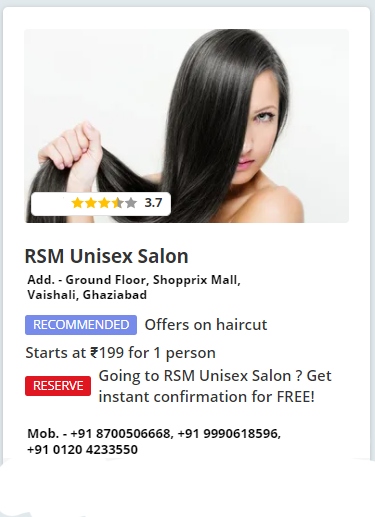 3.7
RSM Unisex Salon
Add. - Ground Floor, Shopprix Mall,
Vaishali, Ghaziabad
RECOMMENDED Offers on haircut
Starts at ₹199 for 1 person
RESERVE Going to RSM Unisex Salon ? Get
instant confirmation for FREE!
Mob. - +91 8700506668, +91 9990618596,
+91 0120 4233550